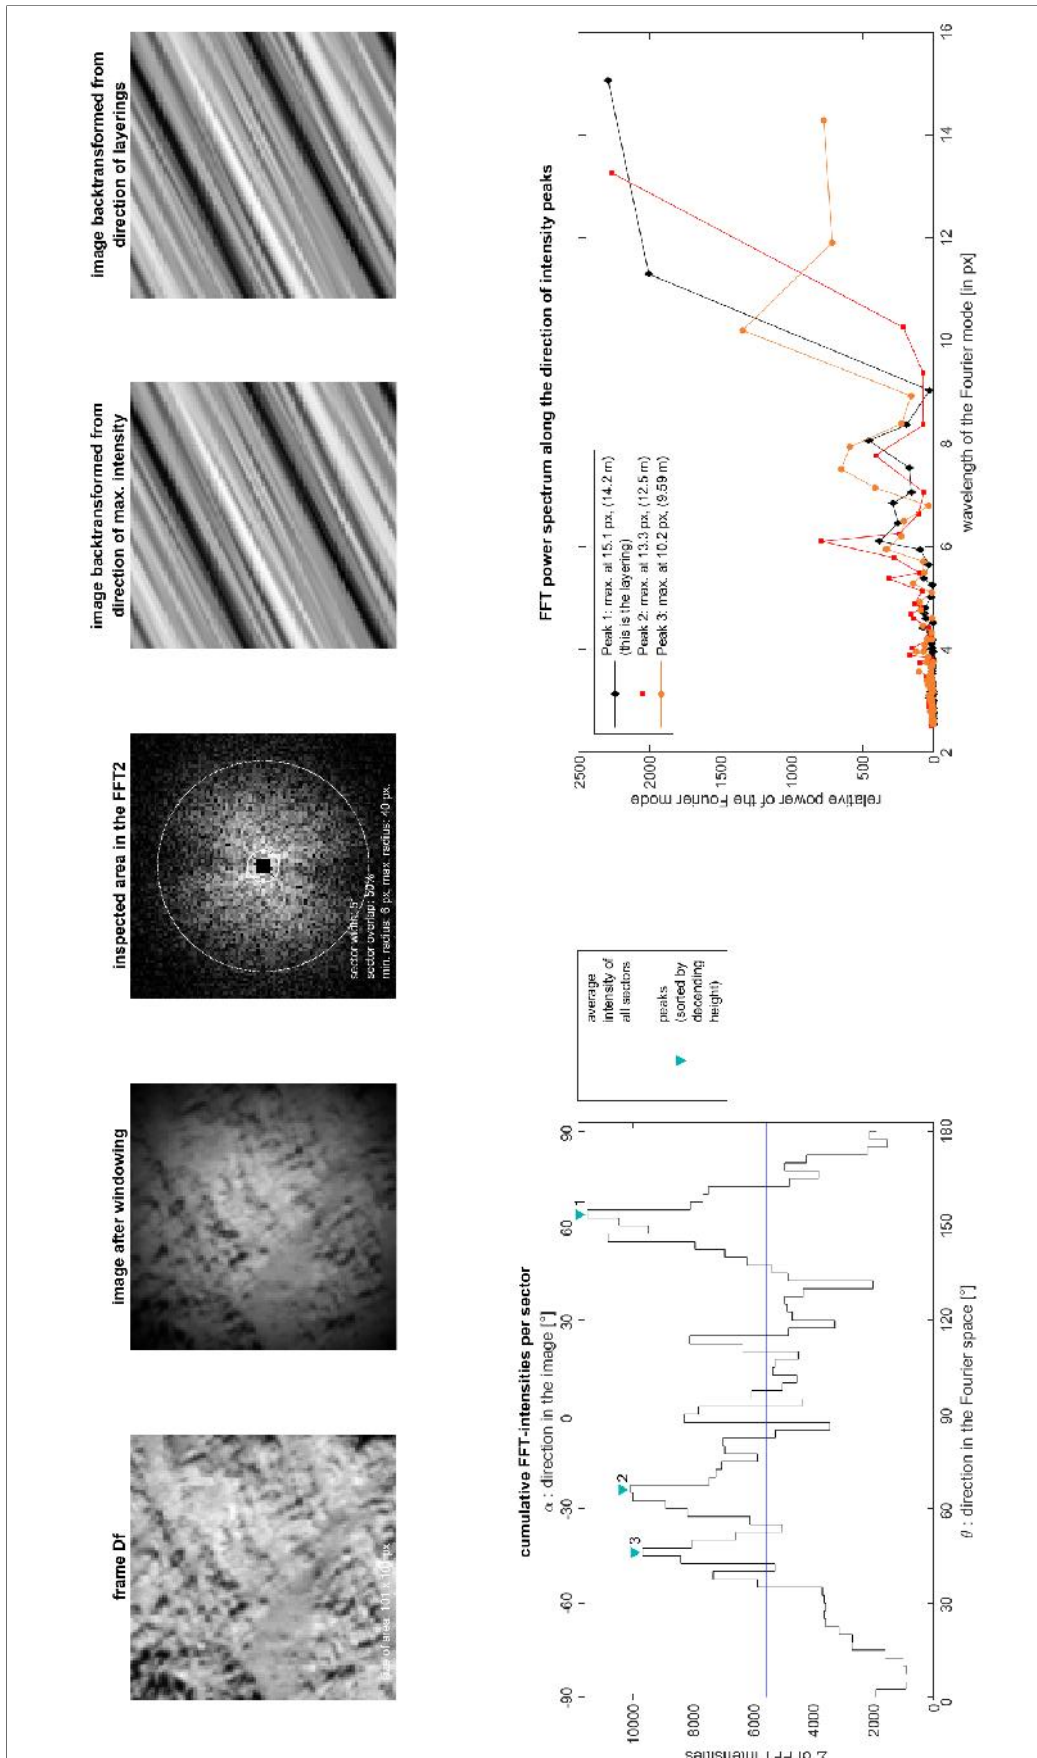 frame Df
image after windowing
inspected area in the FFT2
image backtransformed from
direction of max. intensity
image backtransformed from
direction of layerings
size of area: 101 x 101 px
sector width: 5°
sector overlap: 50%
min. radius: 6 px, max. radius: 40 px.
cumulative FFT-intensities per sector
α : direction in the image [°]
-90
-60
-30
0
30
60
90
10000
8000
6000
4000
2000
0
Σ of FFT intensities
3
2
1
0
30
60
90
120
150
180
θ : direction in the Fourier space [°]
average
intensity of
all sectors
peaks
(sorted by
decending
height)
FFT power spectrum along the direction of intensity peaks
Peak 1: max. at 15.1 px, (14.2 m)
(this is the layering)
Peak 2: max. at 13.3 px, (12.5 m)
Peak 3: max. at 10.2 px, (9.59 m)
2500
2000
1500
1000
500
0
relative power of the Fourier mode
2
4
6
8
10
12
14
16
wavelength of the Fourier mode [in px]